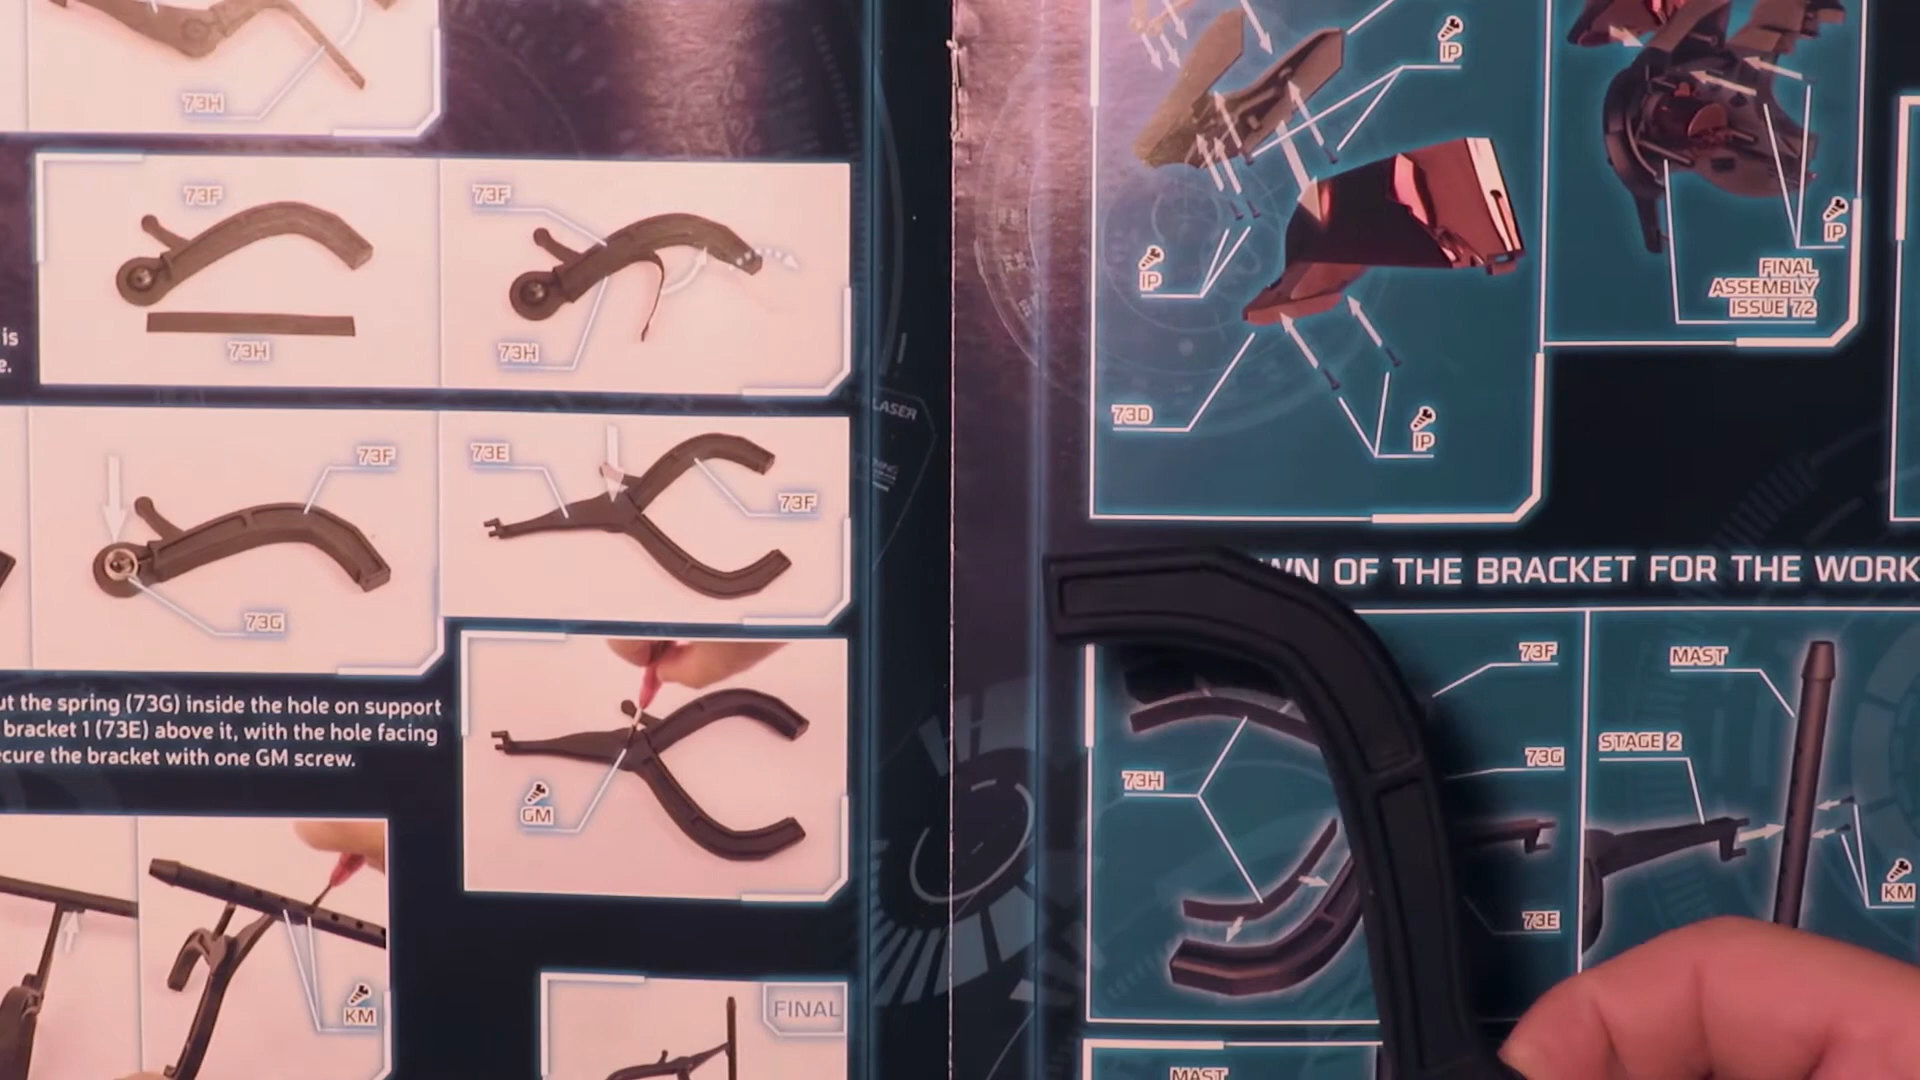 73H
73F
73F
73H
73H
is
e.
73F
73G
73E
73F
ut the spring (73G) inside the hole on support
bracket 1 (73E) above it, with the hole facing
ecure the bracket with one GM screw.
GM
KM
FINAL
LASER
IP
IP
73D
IP
IP
FINAL
ASSEMBLY
ISSUE 72
WN OF THE BRACKET FOR THE WORK
73F
73H
73G
73E
MAST
STAGE 2
KM
MAST